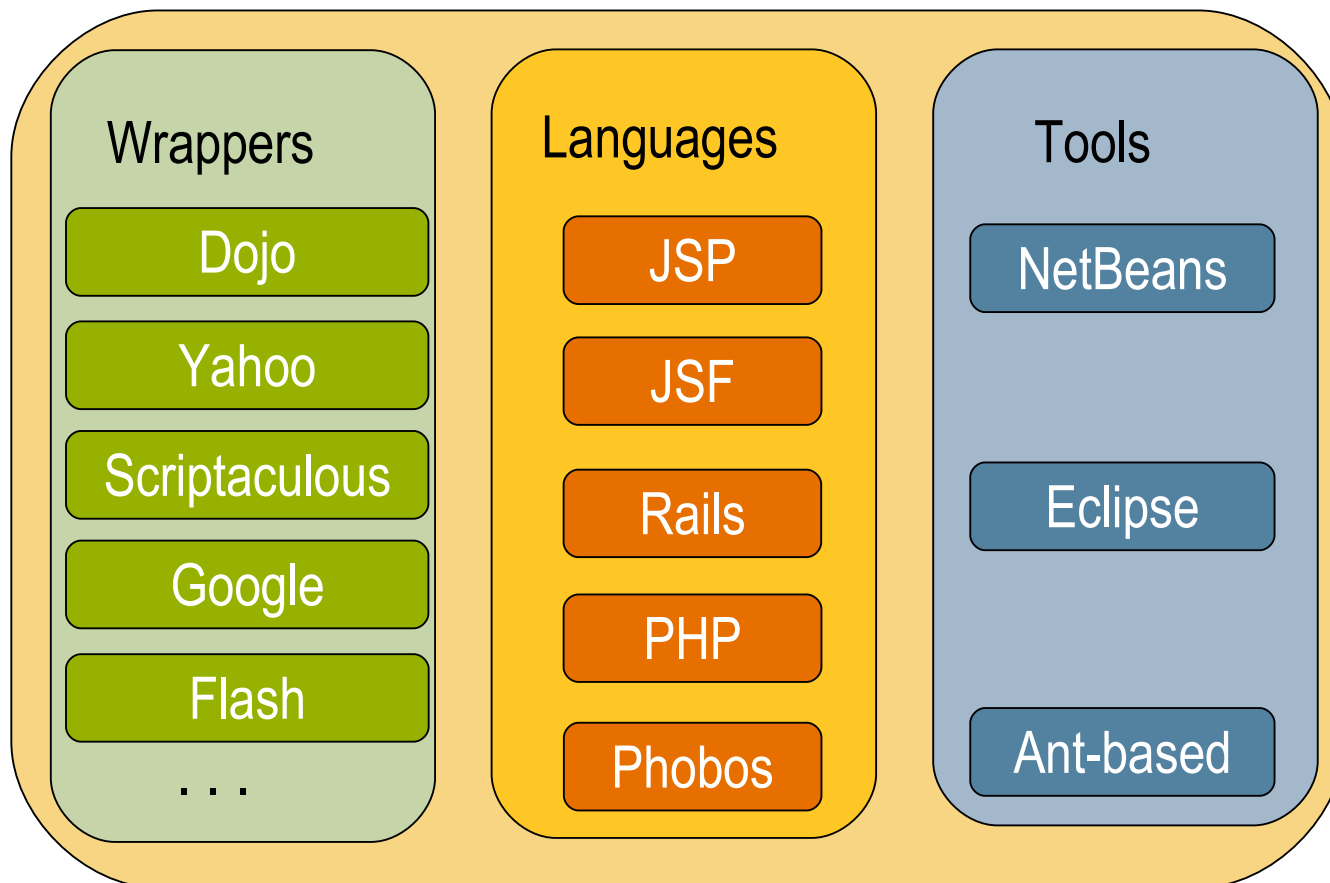 Wrappers
Dojo
Yahoo
Scriptaculous
Google
Flash
. . .
Languages
JSP
JSF
Rails
PHP
Phobos
Tools
NetBeans
Eclipse
Ant-based